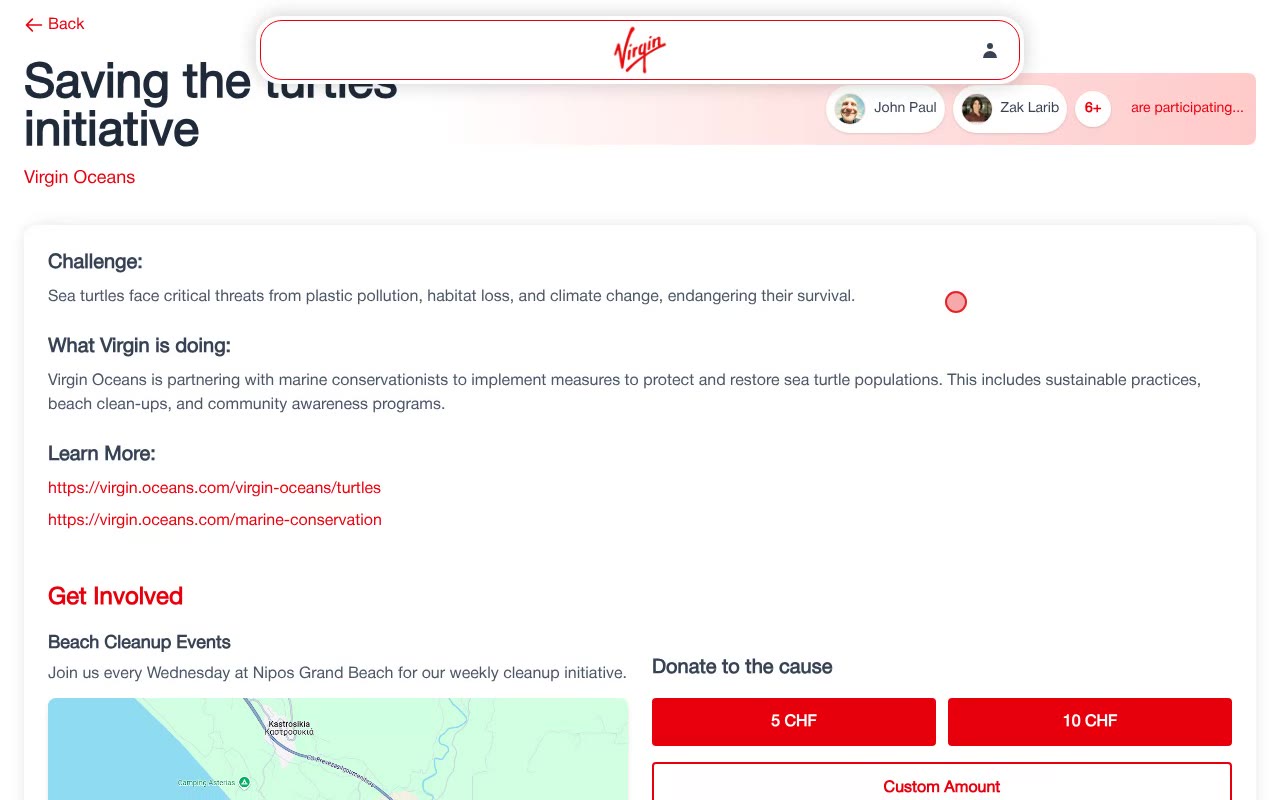 Back
Virgin
Saving the turtles
initiative
John Paul
Zak Larib
6+
are participating...
Virgin Oceans
Challenge:
Sea turtles face critical threats from plastic pollution, habitat loss, and climate change, endangering their survival.
What Virgin is doing:
Virgin Oceans is partnering with marine conservationists to implement measures to protect and restore sea turtle populations. This includes sustainable practices,
beach clean-ups, and community awareness programs.
Learn More:
https://virgin.oceans.com/virgin-oceans/turtles
https://virgin.oceans.com/marine-conservation
Get Involved
Beach Cleanup Events
Join us every Wednesday at Nipos Grand Beach for our weekly cleanup initiative.
Donate to the cause
5 CHF
10 CHF
Custom Amount
Kastrosikia
Καστροσυκιά
Camping Asterias